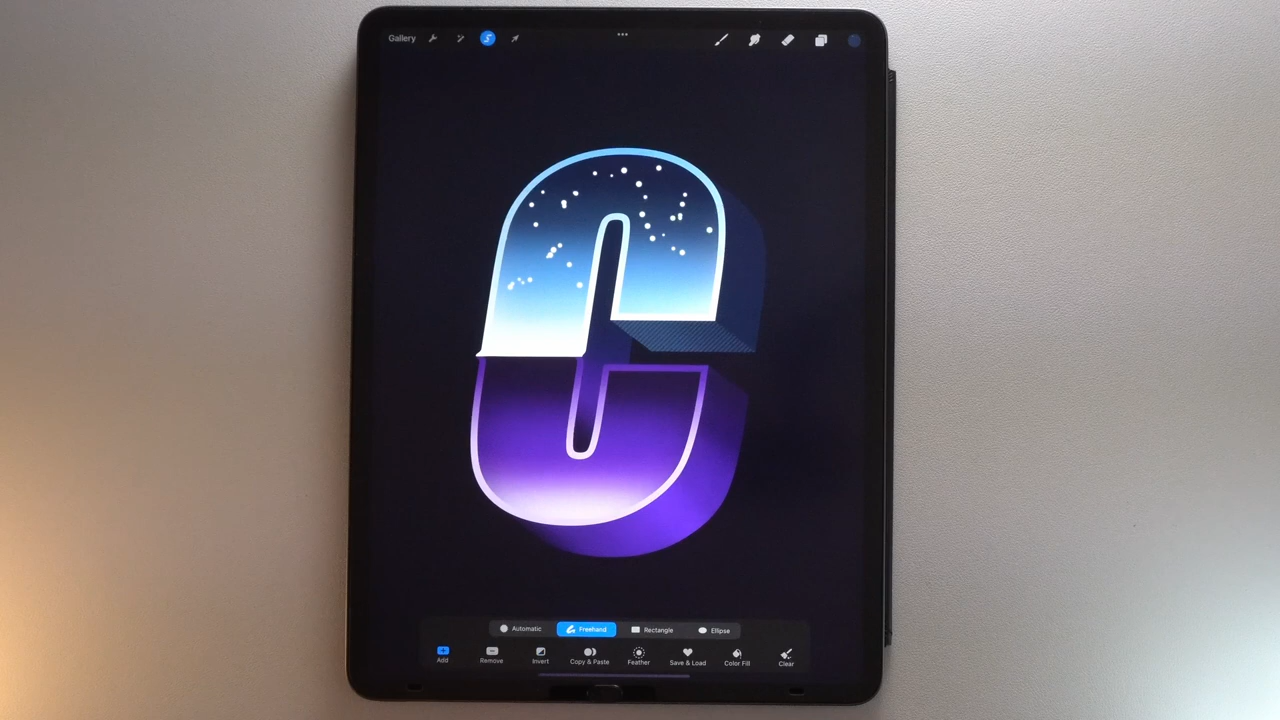 Gallery
C
Automatic Freehand Rectangle Ellipse
Add Remove Invert Copy & Paste Feather Save & Load Color Fill Clear